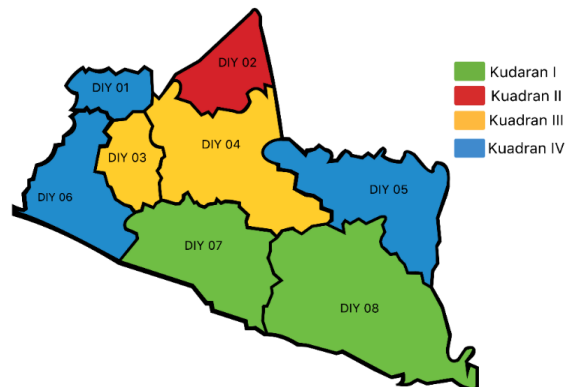 DIY 02
DIY 01
DIY 03
DIY 04
DIY 05
DIY 06
DIY 07
DIY 08
Kudaran I
Kuadran II
Kuadran III
Kuadran IV